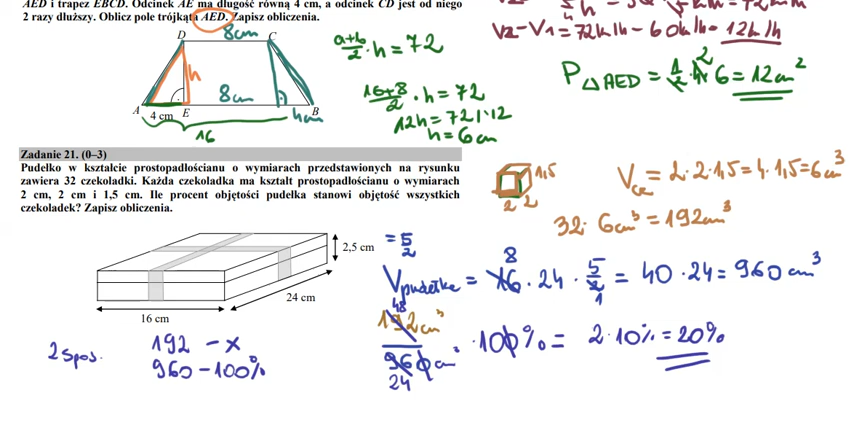 AED i trapez EBCD. Odcinek AE ma długość równą 4 cm, a odcinek CD jest od niego
2 razy dłuższy. Oblicz pole trójkąta AED. Zapisz obliczenia.
D 8cm C
h
8cm
A 4 cm E hcm B
16
a+b/2 · h = 72
16+8/2 · h = 72
12h = 72 |:12
h = 6 cm
V2 - V1 = 72km/h - 60km/h = 12km/h
P△AED = 1/2 · 4 2 · 6 = 12cm²
Zadanie 21. (0–3)
Pudełko w kształcie prostopadłościanu o wymiarach przedstawionych na rysunku
zawiera 32 czekoladki. Każda czekoladka ma kształt prostopadłościanu o wymiarach
2 cm, 2 cm i 1,5 cm. Ile procent objętości pudełka stanowi objętość wszystkich
czekoladek? Zapisz obliczenia.
1,5
2 2
Vcz = 2 · 2 · 1,5 = 4 · 1,5 = 6cm³
32 · 6cm³ = 192cm³
2,5 cm
24 cm
16 cm
= 5/2
Vpudełka = 16 8 · 24 · 5/2 1 = 40 · 24 = 960 cm³
192cm³ 48 / 960cm³ 24 · 100% = 2 · 10% = 20%
2 spos.
192 - x
960 - 100%